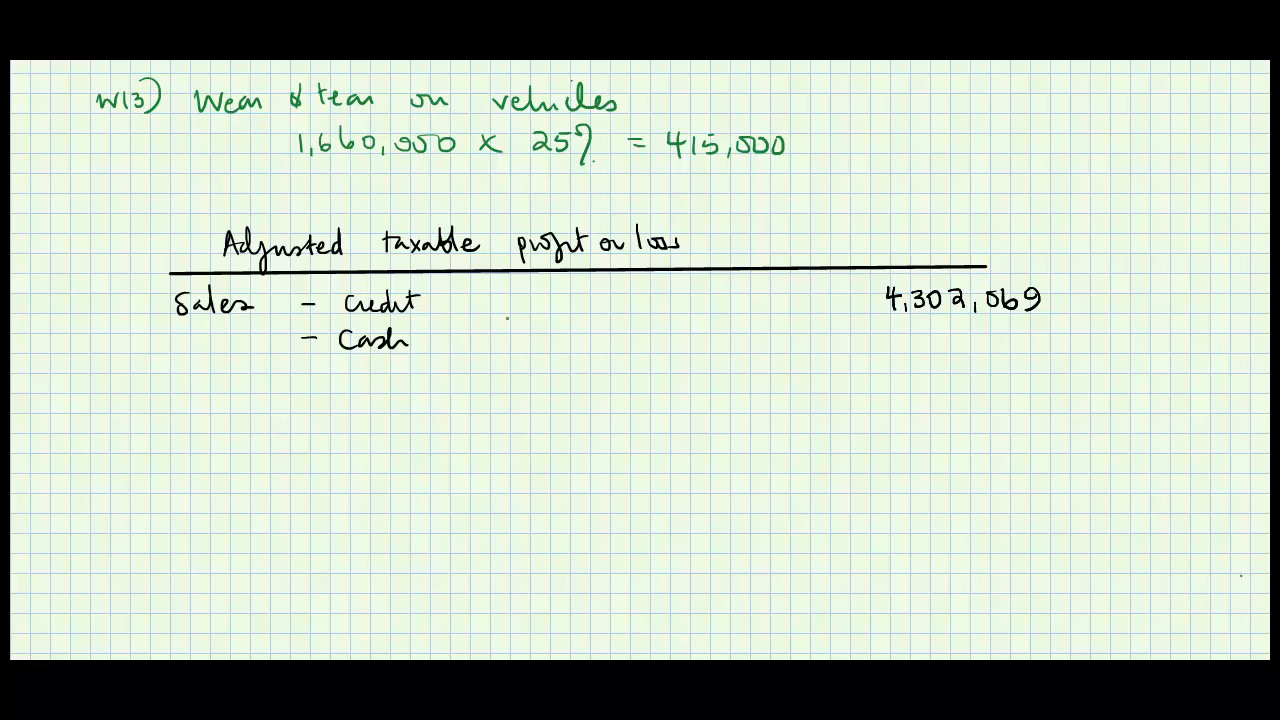 W(3) Wear & tear on vehicles
1,660,000 x 25% = 415,000
Adjusted taxable profit or loss
Sales - Credit 4,302,069
- Cash